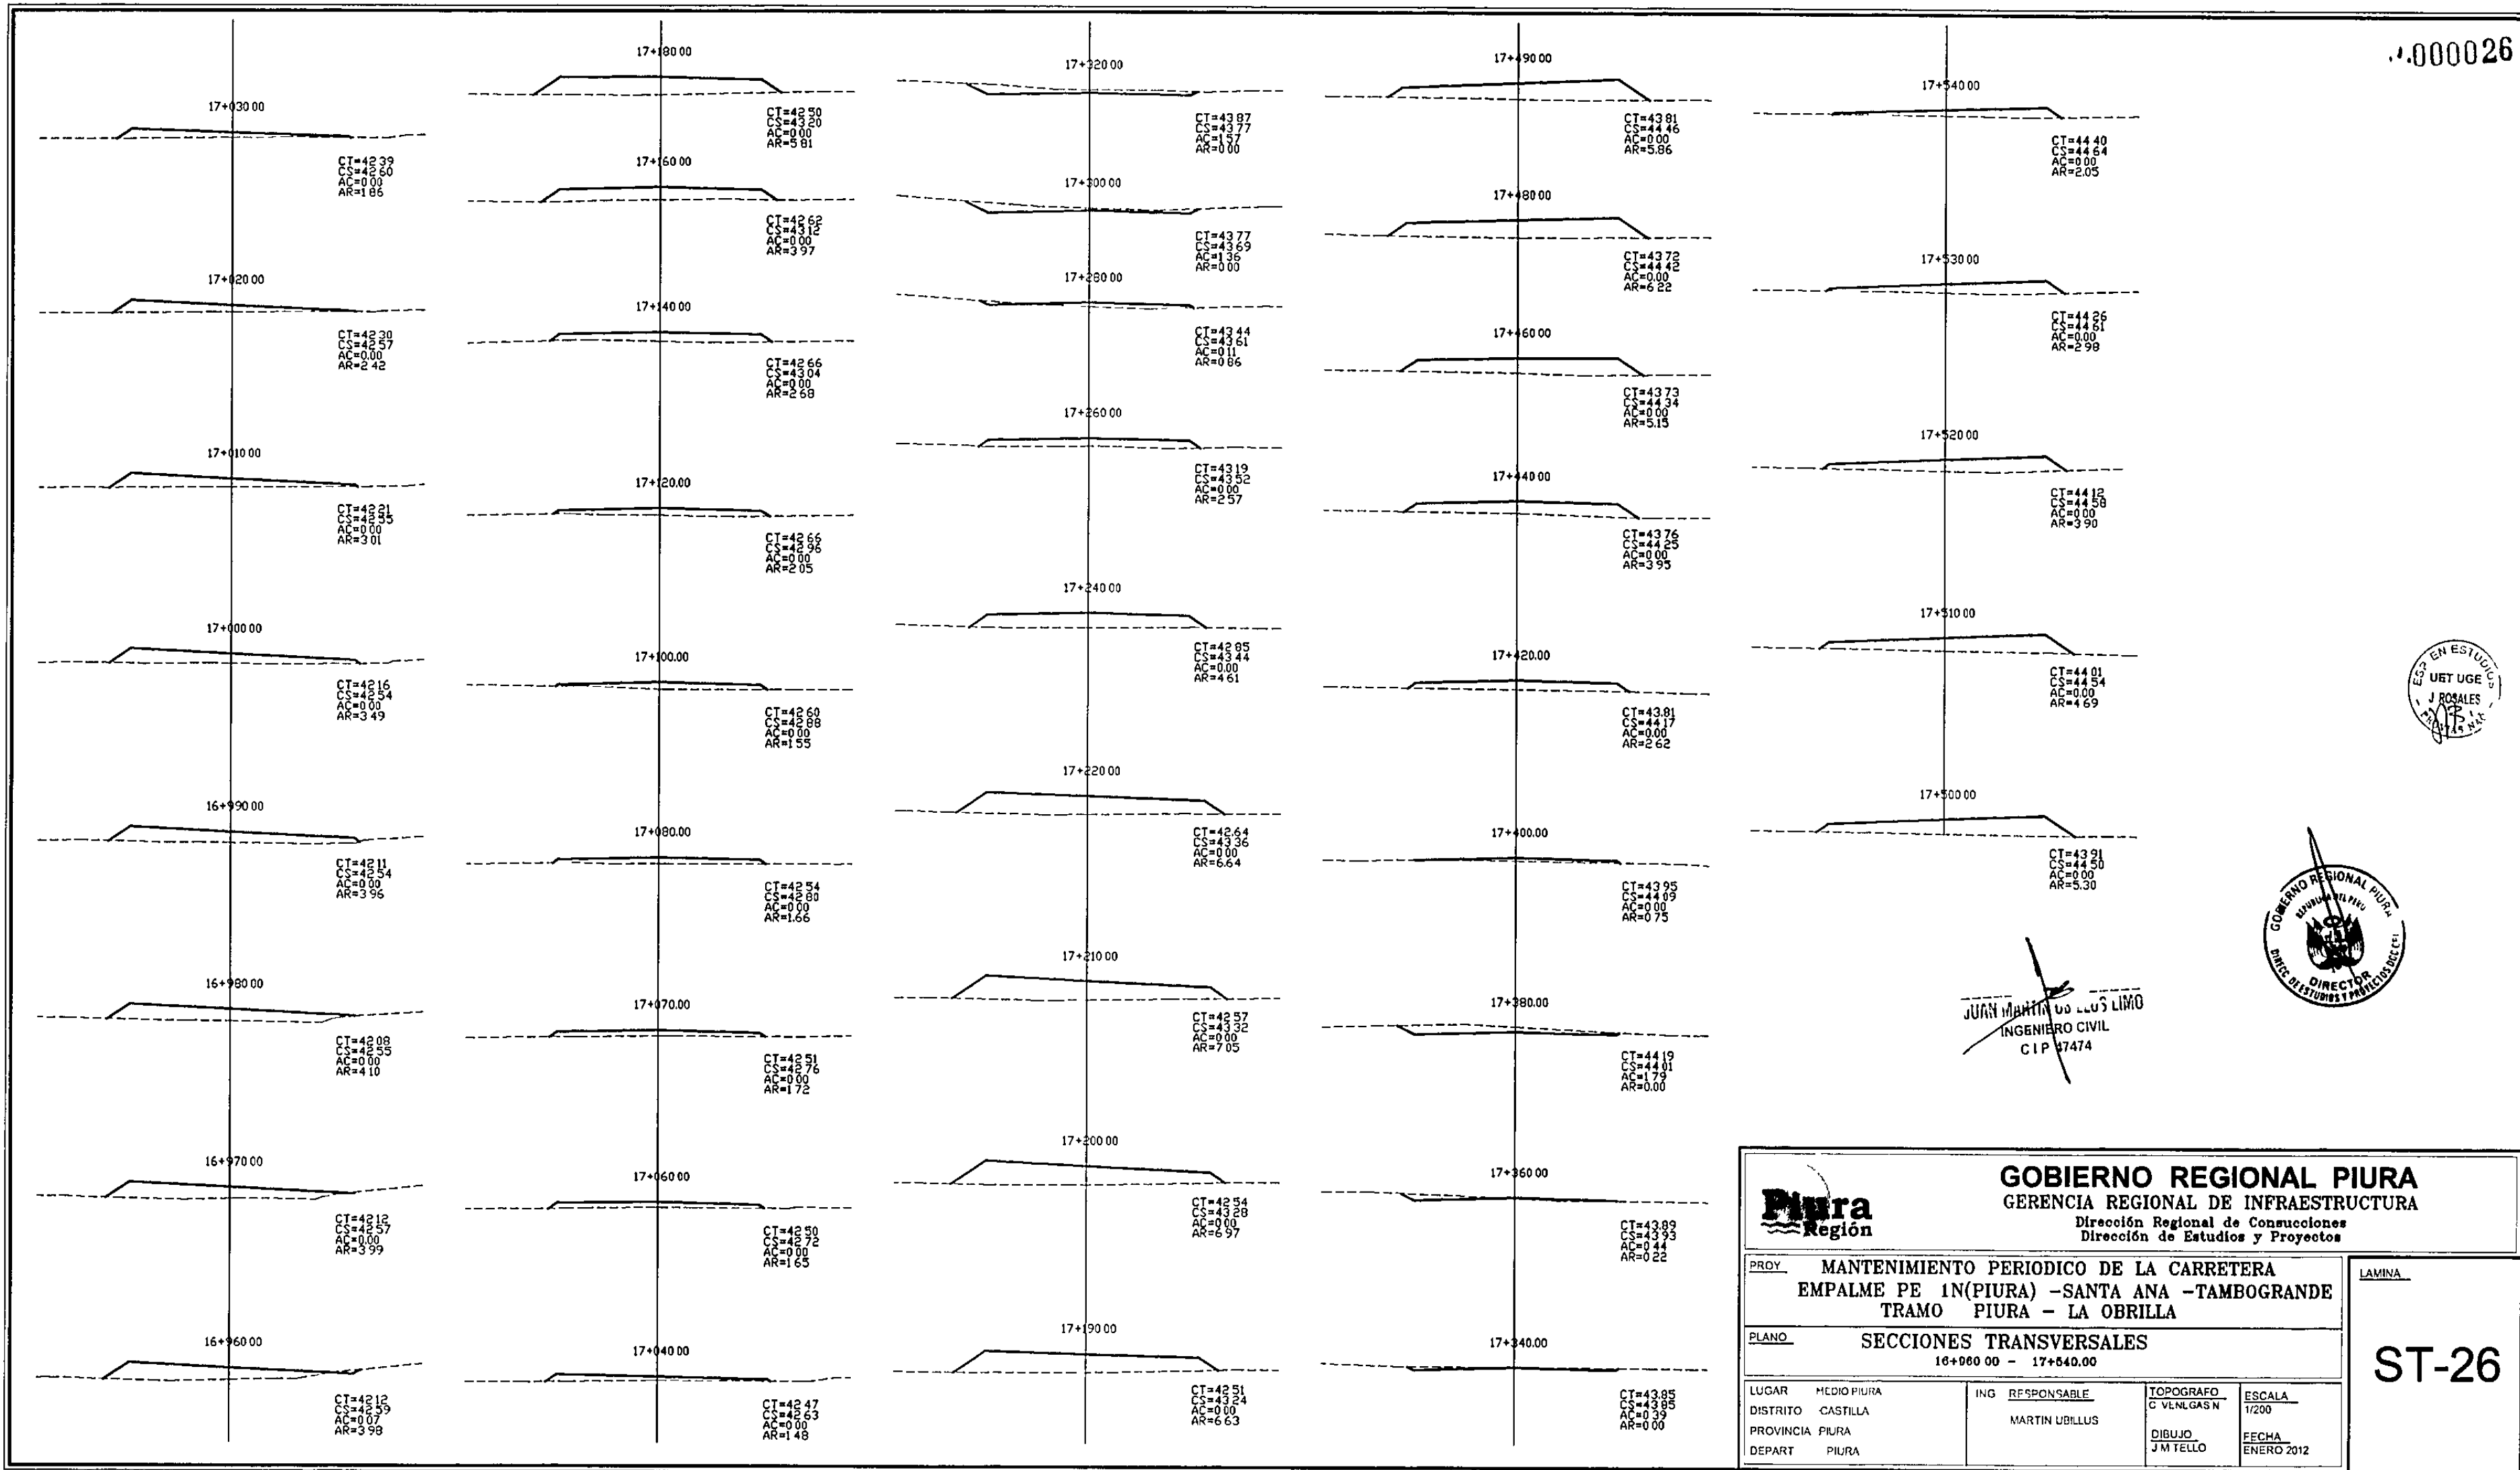 000026
17+030 00
CT=42 39
CS=42 60
AC=0 00
AR=1 86
17+020 00
CT=42 30
CS=42 57
AC=0.00
AR=2 42
17+010 00
CT=42 21
CS=42 55
AC=0 00
AR=3 01
17+000 00
CT=42 16
CS=42 54
AC=0 00
AR=3 49
16+990 00
CT=42 11
CS=42 54
AC=0 00
AR=3 96
16+980 00
CT=42 08
CS=42 55
AC=0 00
AR=4 10
16+970 00
CT=42 12
CS=42 57
AC=0.00
AR=3 99
16+960 00
CT=42 12
CS=42 59
AC=0 07
AR=3 98
17+180 00
CT=42 50
CS=43 20
AC=0 00
AR=5 81
17+160 00
CT=42 62
CS=43 12
AC=0 00
AR=3 97
17+140 00
CT=42 66
CS=43 04
AC=0 00
AR=2 68
17+120.00
CT=42 66
CS=42 96
AC=0 00
AR=2 05
17+100.00
CT=42 60
CS=42 88
AC=0 00
AR=1 55
17+080.00
CT=42 54
CS=42 80
AC=0 00
AR=1.66
17+070.00
CT=42 51
CS=42 76
AC=0 00
AR=1 72
17+060 00
CT=42 50
CS=42 72
AC=0 00
AR=1 65
17+040 00
CT=42 47
CS=42 63
AC=0 00
AR=1 48
17+320 00
CT=43 87
CS=43 77
AC=1 57
AR=0 00
17+300 00
CT=43 77
CS=43 69
AC=1 36
AR=0 00
17+280 00
CT=43 44
CS=43 61
AC=0 11
AR=0 86
17+260 00
CT=43 19
CS=43 52
AC=0 00
AR=2 57
17+240 00
CT=42 85
CS=43 44
AC=0.00
AR=4 61
17+220 00
CT=42.64
CS=43 36
AC=0 00
AR=6.64
17+210 00
CT=42 57
CS=43 32
AC=0 00
AR=7 05
17+200 00
CT=42 54
CS=43 28
AC=0 00
AR=6 97
17+190 00
CT=42 51
CS=43 24
AC=0 00
AR=6 63
17+490 00
CT=43 81
CS=44 46
AC=0 00
AR=5.86
17+480 00
CT=43 72
CS=44 42
AC=0.00
AR=6 22
17+460 00
CT=43 73
CS=44 34
AC=0 00
AR=5.15
17+440 00
CT=43 76
CS=44 25
AC=0 00
AR=3 95
17+420.00
CT=43.81
CS=44 17
AC=0.00
AR=2 62
17+400.00
CT=43 95
CS=44 09
AC=0 00
AR=0 75
17+380.00
CT=44 19
CS=44 01
AC=1 79
AR=0.00
17+360 00
CT=43.89
CS=43 93
AC=0 44
AR=0 22
17+340.00
CT=43.85
CS=43 85
AC=0 39
AR=0 00
17+540 00
CT=44 40
CS=44 64
AC=0 00
AR=2.05
17+530 00
CT=44 26
CS=44 61
AC=0.00
AR=2 98
17+520 00
CT=44 12
CS=44 58
AC=0 00
AR=3 90
17+510 00
CT=44 01
CS=44 54
AC=0.00
AR=4 69
17+500 00
CT=43 91
CS=44 50
AC=0 00
AR=5.30
ESP EN ESTUDIOS
UET UGE
J ROSALES
GOBIERNO REGIONAL PIURA
REPUBLICA DEL PERU
DIRECTOR
DIRECC DE ESTUDIOS Y PROYECTOS
JUAN MARTIN LIMO
INGENIERO CIVIL
CIP 47474
Piura
Región
GOBIERNO REGIONAL PIURA
GERENCIA REGIONAL DE INFRAESTRUCTURA
Dirección Regional de Consucciones
Dirección de Estudios y Proyectos
PROY MANTENIMIENTO PERIODICO DE LA CARRETERA
EMPALME PE 1N(PIURA) -SANTA ANA -TAMBOGRANDE
TRAMO PIURA - LA OBRILLA
PLANO SECCIONES TRANSVERSALES
16+960 00 - 17+540.00
LUGAR MEDIO PIURA
DISTRITO CASTILLA
PROVINCIA PIURA
DEPART PIURA
ING RESPONSABLE
MARTIN UBILLUS
TOPOGRAFO
C VENEGAS N
DIBUJO
J M TELLO
ESCALA
1/200
FECHA
ENERO 2012
LAMINA
ST-26